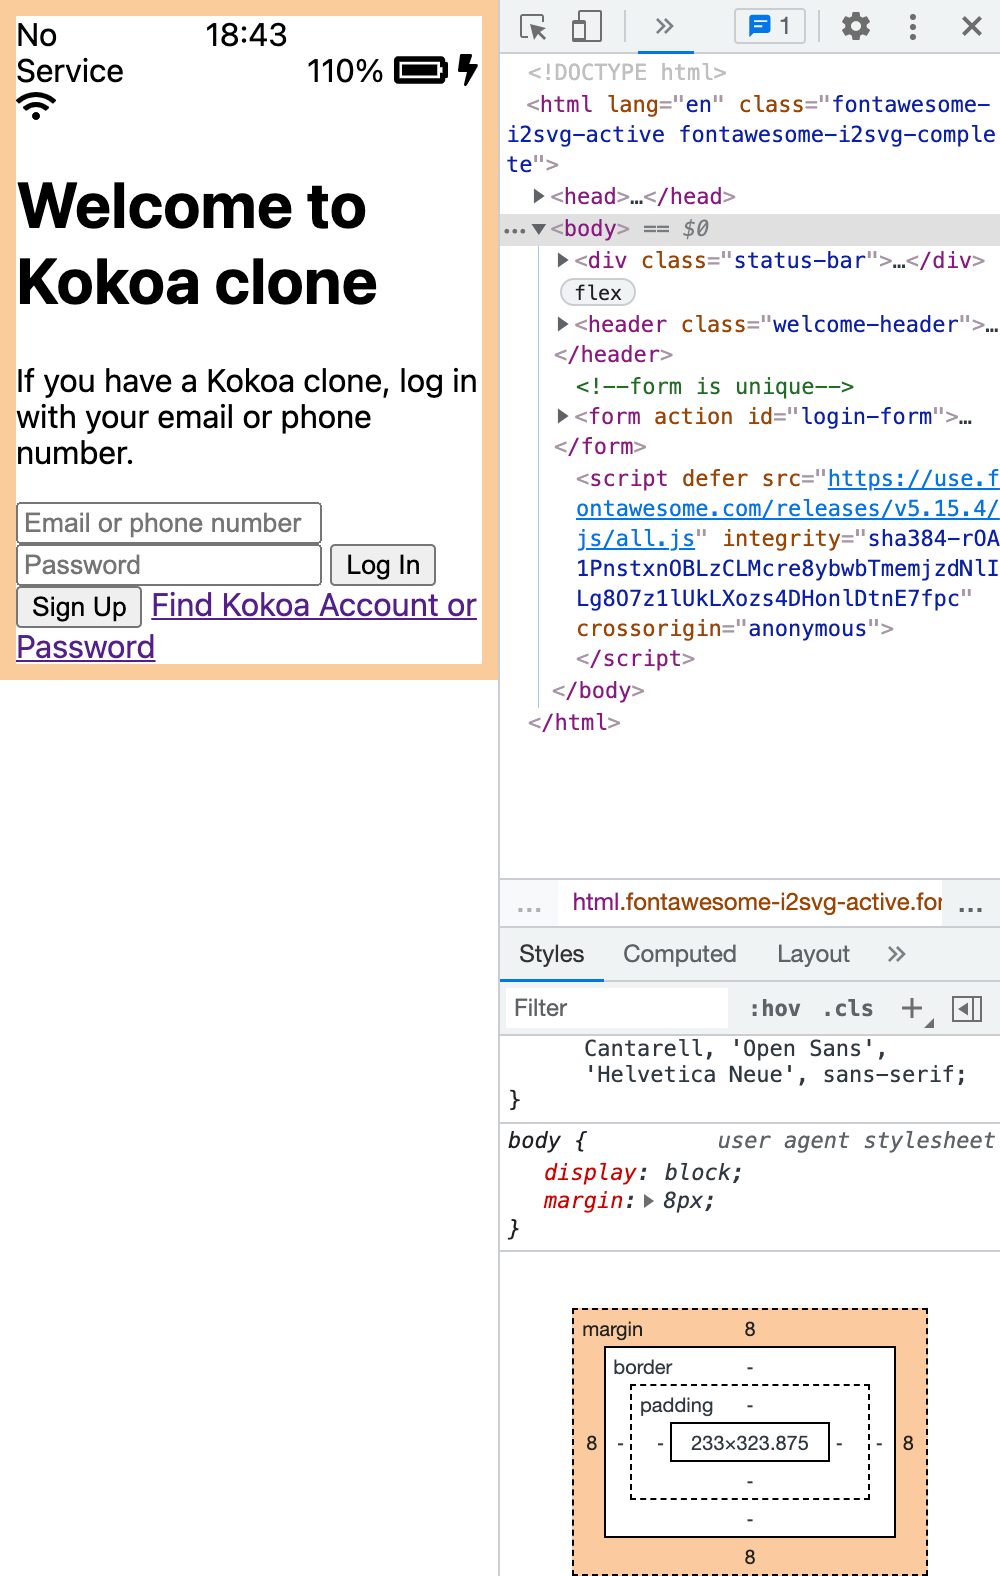 No
18:43
Service
110%
Welcome to
Kokoa clone
If you have a Kokoa clone, log in
with your email or phone
number.
Email or phone number
Password
Log In
Sign Up
Find Kokoa Account or
Password
1
<!DOCTYPE html>
<html lang="en" class="fontawesome-
i2svg-active fontawesome-i2svg-comple
te">
<head>…</head>
… <body> == $0
<div class="status-bar">…</div>
flex
<header class="welcome-header">…
</header>
<!--form is unique-->
<form action id="login-form">…
</form>
<script defer src="https://use.f
ontawesome.com/releases/v5.15.4/
js/all.js" integrity="sha384-rOA
1PnstxnOBLzCLMcre8ybwbTmemjzdNlI
Lg8O7z1lUkLXozs4DHonlDtnE7fpc"
crossorigin="anonymous">
</script>
</body>
</html>
… html.fontawesome-i2svg-active.for …
Styles Computed Layout
Filter :hov .cls
Cantarell, 'Open Sans',
'Helvetica Neue', sans-serif;
}
body { user agent stylesheet
display: block;
margin: 8px;
}
margin 8
border -
padding -
8 - - 233×323.875 - - 8
-
-
8